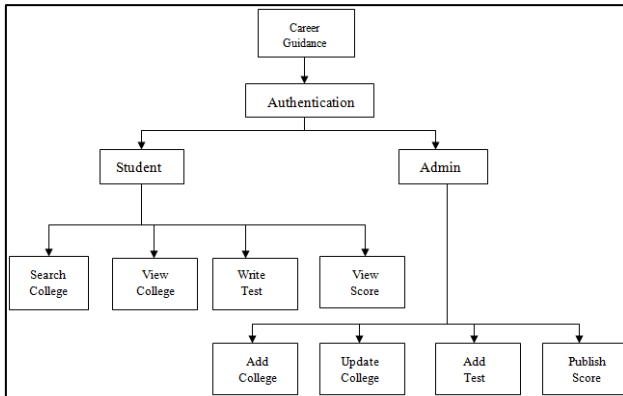 Career
Guidance
Authentication
Student
Admin
Search
College
View
College
Write
Test
View
Score
Add
College
Update
College
Add
Test
Publish
Score